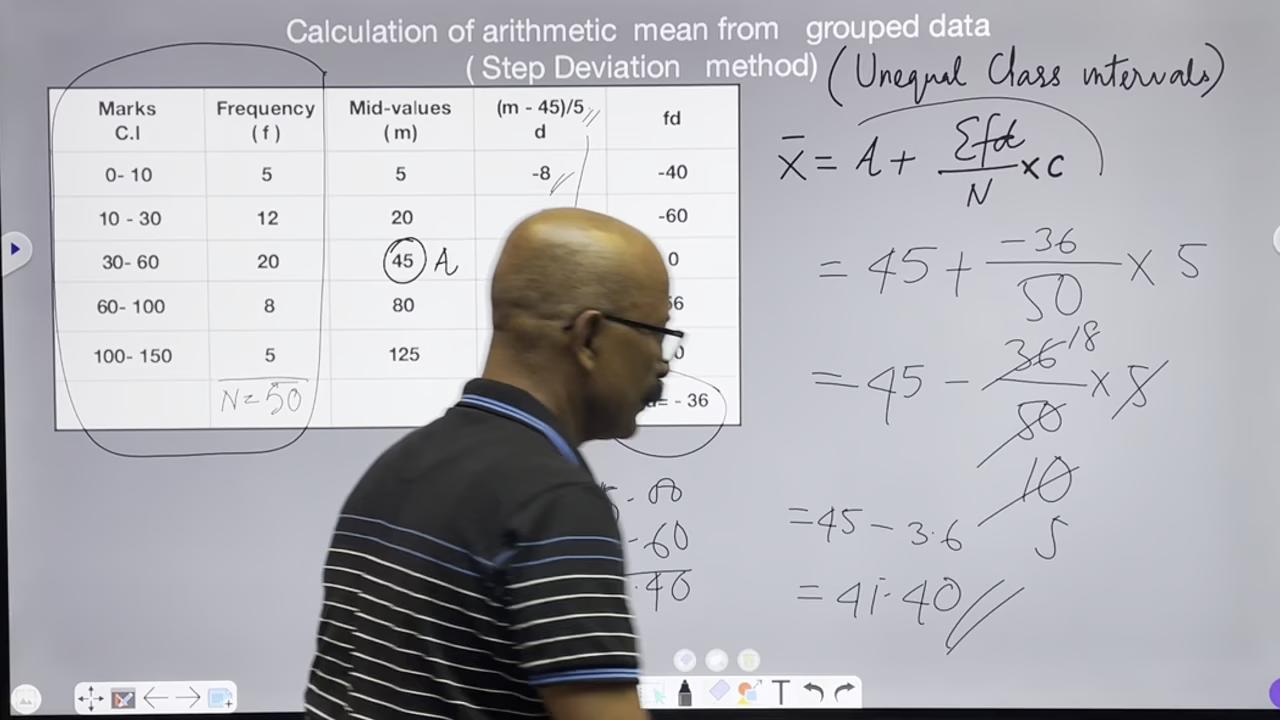 Calculation of arithmetic mean from grouped data
( Step Deviation method) (Unequal Class intervals)
Marks C.I Frequency ( f ) Mid-values ( m ) (m - 45)/5 d fd
0- 10 5 5 -8 -40
10 - 30 12 20 -60
30- 60 20 45 A 0
60- 100 8 80
100- 150 5 125
N = 50 = - 36
X̄ = A + Σfd/N × C
= 45 + -36/50 × 5
= 45 - 36/50 × 5
18
10
5
= 45 - 3.6
= 41.40
-60
.40
T